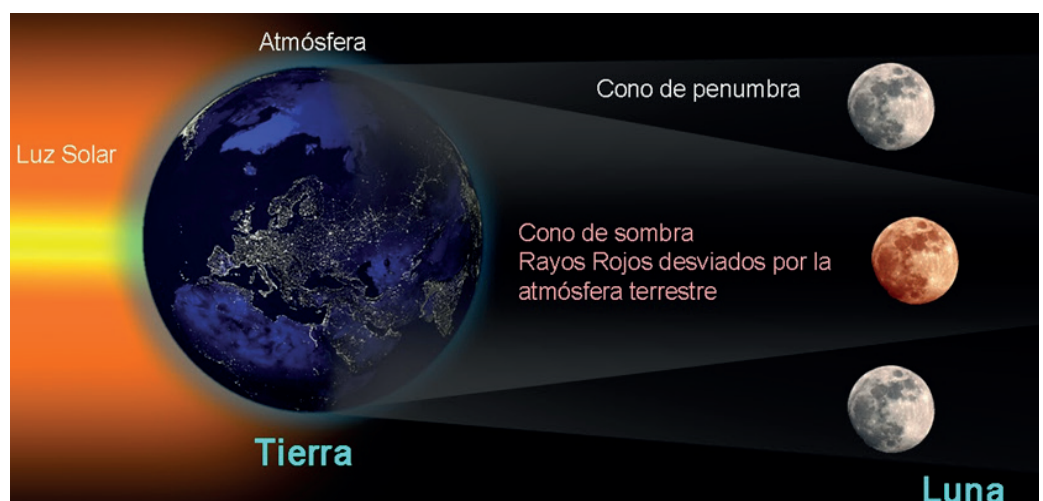 Atmósfera
Cono de penumbra
Luz Solar
Cono de sombra
Rayos Rojos desviados por la
atmósfera terrestre
Tierra
Luna